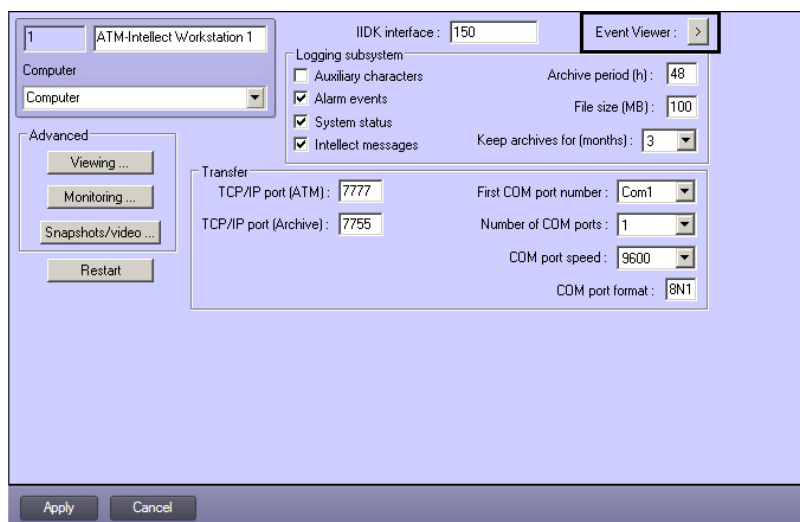 1
ATM-Intellect Workstation 1
Computer
Computer
IIDK interface :
150
Event Viewer :
>
Logging subsystem
Auxiliary characters
Alarm events
System status
Intellect messages
Archive period (h) :
48
File size (MB) :
100
Keep archives for (months) :
3
Advanced
Viewing ...
Monitoring ...
Snapshots/video ...
Restart
Transfer
TCP/IP port (ATM) :
7777
TCP/IP port (Archive) :
7755
First COM port number :
Com1
Number of COM ports :
1
COM port speed :
9600
COM port format :
8N1
Apply
Cancel